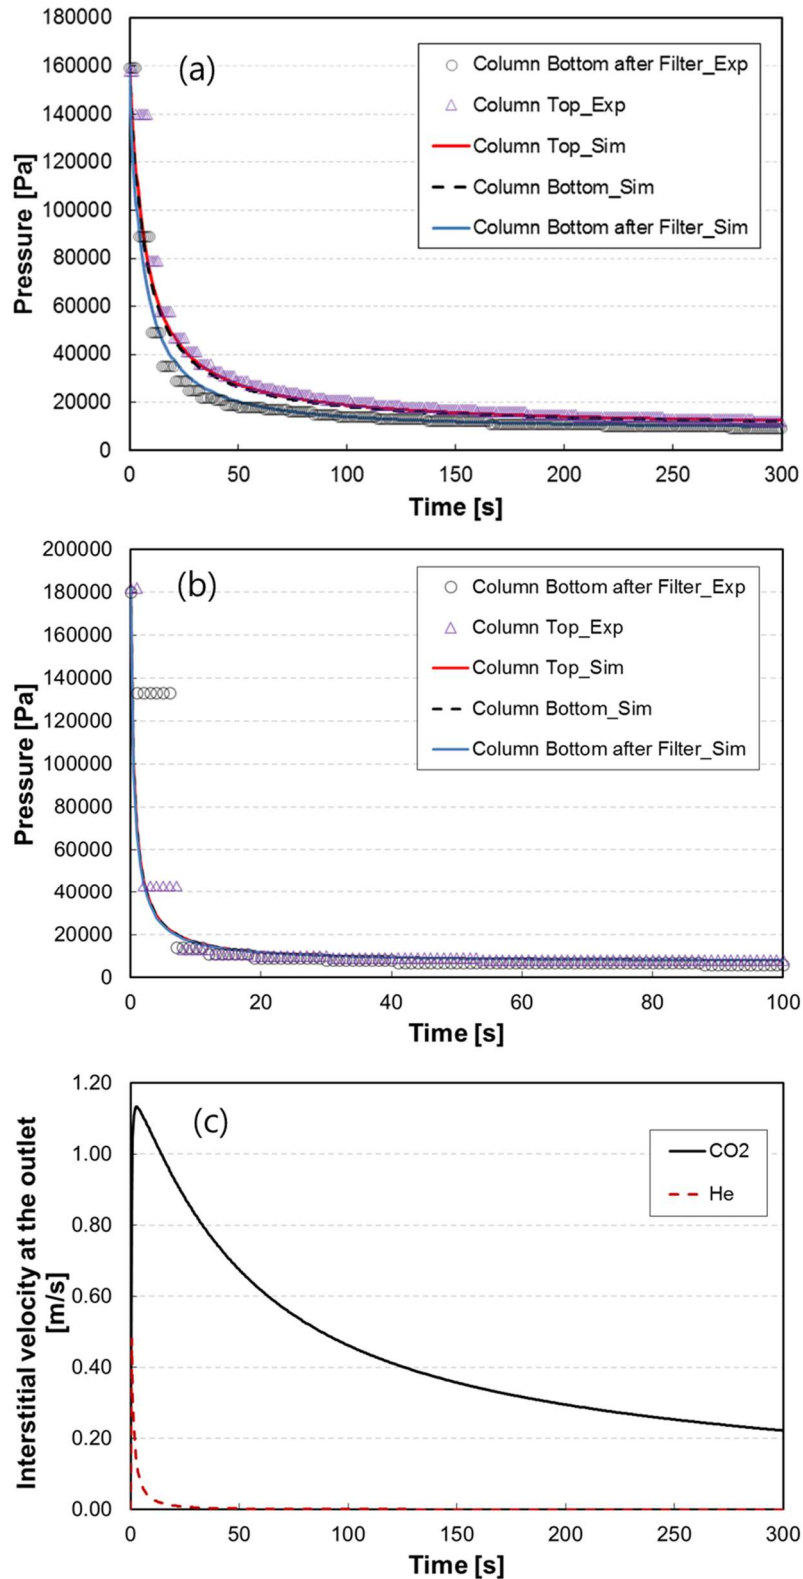 (a)
180000
160000
140000
120000
100000
80000
60000
40000
20000
0
Pressure [Pa]
Column Bottom after Filter_Exp
Column Top_Exp
Column Top_Sim
Column Bottom_Sim
Column Bottom after Filter_Sim
0 50 100 150 200 250 300
Time [s]
(b)
200000
180000
160000
140000
120000
100000
80000
60000
40000
20000
0
Pressure [Pa]
Column Bottom after Filter_Exp
Column Top_Exp
Column Top_Sim
Column Bottom_Sim
Column Bottom after Filter_Sim
0 20 40 60 80 100
Time [s]
(c)
1.20
1.00
0.80
0.60
0.40
0.20
0.00
Interstitial velocity at the outlet
[m/s]
CO2
He
0 50 100 150 200 250 300
Time [s]